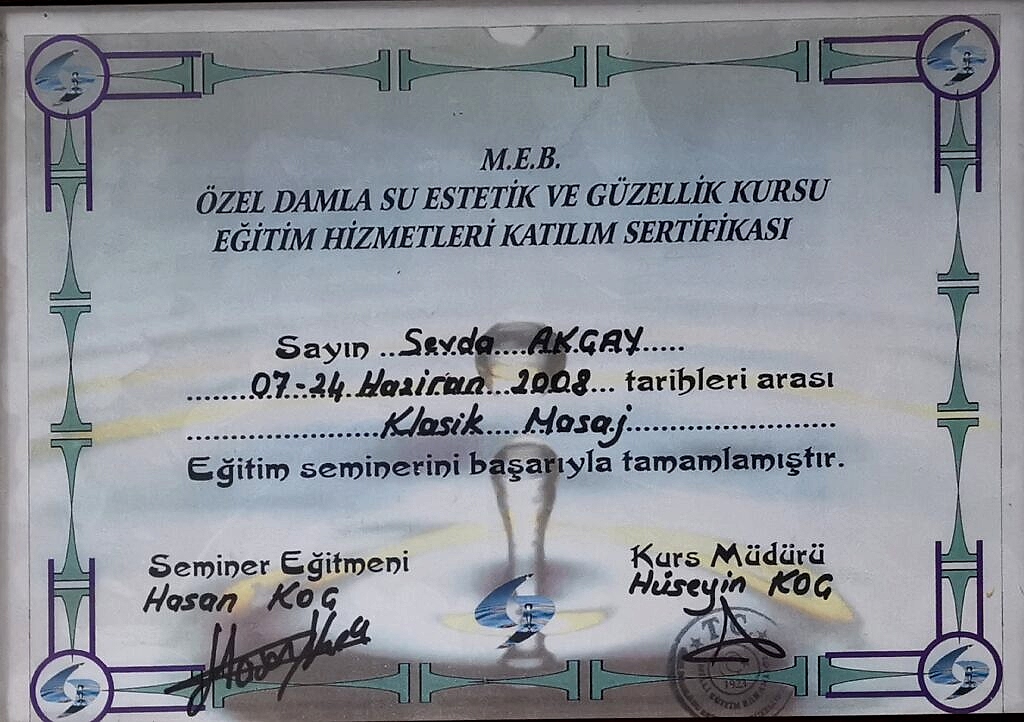 M.E.B.
ÖZEL DAMLA SU ESTETİK VE GÜZELLİK KURSU
EĞİTİM HİZMETLERİ KATILIM SERTİFİKASI
Sayın ..Sevda....AKÇAY.....
........07-24 Haziran 2008... tarihleri arası
........................Klasik....Masaj..........................
Eğitim seminerini başarıyla tamamlamıştır.
Seminer Eğitmeni
Hasan KOÇ
Kurs Müdürü
Hüseyin KOÇ
T.C.
1923